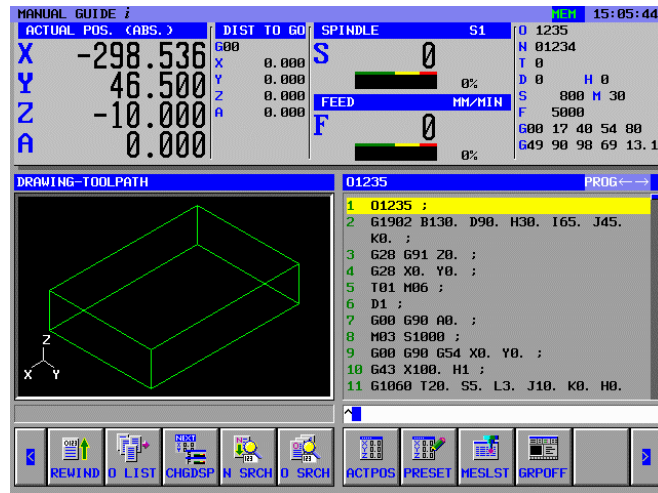 MANUAL GUIDE i
MEM 15:05:44
ACTUAL POS. (ABS.)
X -298.536
Y 46.500
Z -10.000
A 0.000
DIST TO GO
G00
X 0.000
Y 0.000
Z 0.000
A 0.000
SPINDLE S1
S 0
0%
FEED MM/MIN
F 0
0%
O 1235
N 01234
T 0
D 0 H 0
S 800 M 30
F 5000
G00 17 40 54 80
G49 90 98 69 13.1
DRAWING-TOOLPATH
Z
X Y
O1235 PROG←→
1 O1235 ;
2 G1902 B130. D90. H30. I65. J45.
K0. ;
3 G28 G91 Z0. ;
4 G28 X0. Y0. ;
5 T01 M06 ;
6 D1 ;
7 G00 G90 A0. ;
8 M03 S1000 ;
9 G00 G90 G54 X0. Y0. ;
10 G43 X100. H1 ;
11 G1060 T20. S5. L3. J10. K0. H0.
^
< REWIND O LIST CHGDSP N SRCH O SRCH ACTPOS PRESET MESLST GRPOFF >